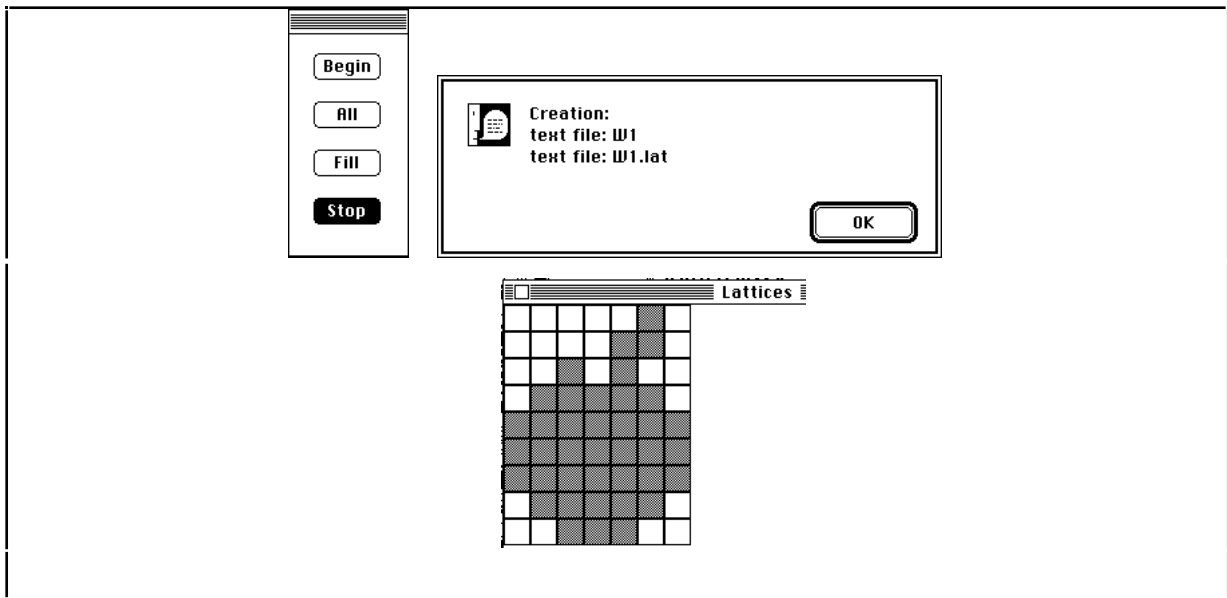 Begin
All
Fill
Stop
Creation:
text file: W1
text file: W1.lat
OK
Lattices